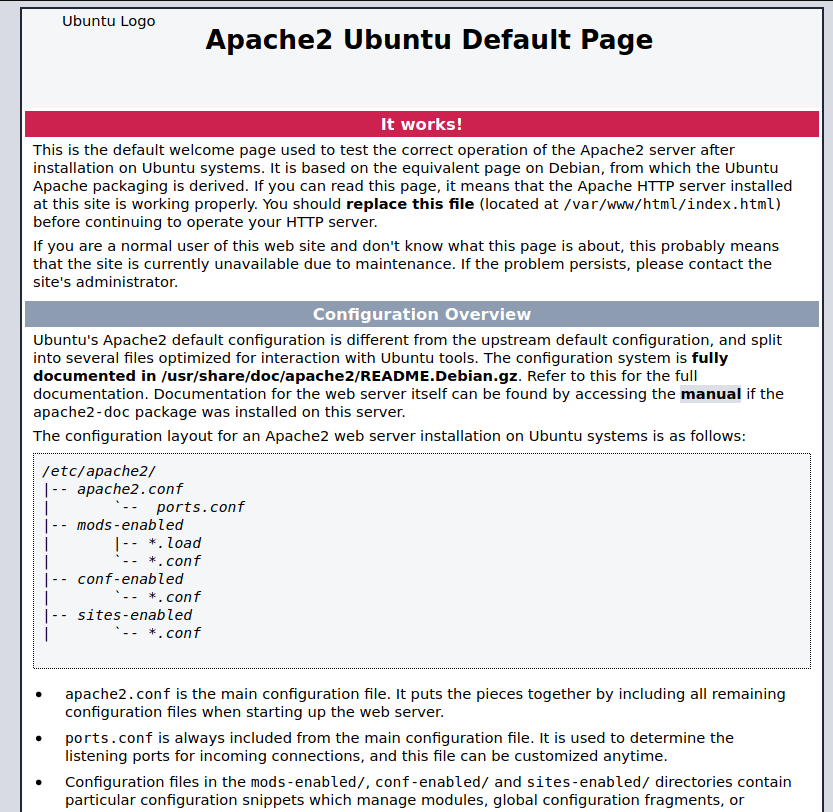 Ubuntu Logo
Apache2 Ubuntu Default Page
It works!
This is the default welcome page used to test the correct operation of the Apache2 server after
installation on Ubuntu systems. It is based on the equivalent page on Debian, from which the Ubuntu
Apache packaging is derived. If you can read this page, it means that the Apache HTTP server installed
at this site is working properly. You should replace this file (located at /var/www/html/index.html)
before continuing to operate your HTTP server.
If you are a normal user of this web site and don't know what this page is about, this probably means
that the site is currently unavailable due to maintenance. If the problem persists, please contact the
site's administrator.
Configuration Overview
Ubuntu's Apache2 default configuration is different from the upstream default configuration, and split
into several files optimized for interaction with Ubuntu tools. The configuration system is fully
documented in /usr/share/doc/apache2/README.Debian.gz. Refer to this for the full
documentation. Documentation for the web server itself can be found by accessing the manual if the
apache2-doc package was installed on this server.
The configuration layout for an Apache2 web server installation on Ubuntu systems is as follows:
/etc/apache2/
|-- apache2.conf
|       `--  ports.conf
|-- mods-enabled
|       |-- *.load
|       `-- *.conf
|-- conf-enabled
|       `-- *.conf
|-- sites-enabled
|       `-- *.conf
• apache2.conf is the main configuration file. It puts the pieces together by including all remaining
configuration files when starting up the web server.
• ports.conf is always included from the main configuration file. It is used to determine the
listening ports for incoming connections, and this file can be customized anytime.
• Configuration files in the mods-enabled/, conf-enabled/ and sites-enabled/ directories contain
particular configuration snippets which manage modules, global configuration fragments, or